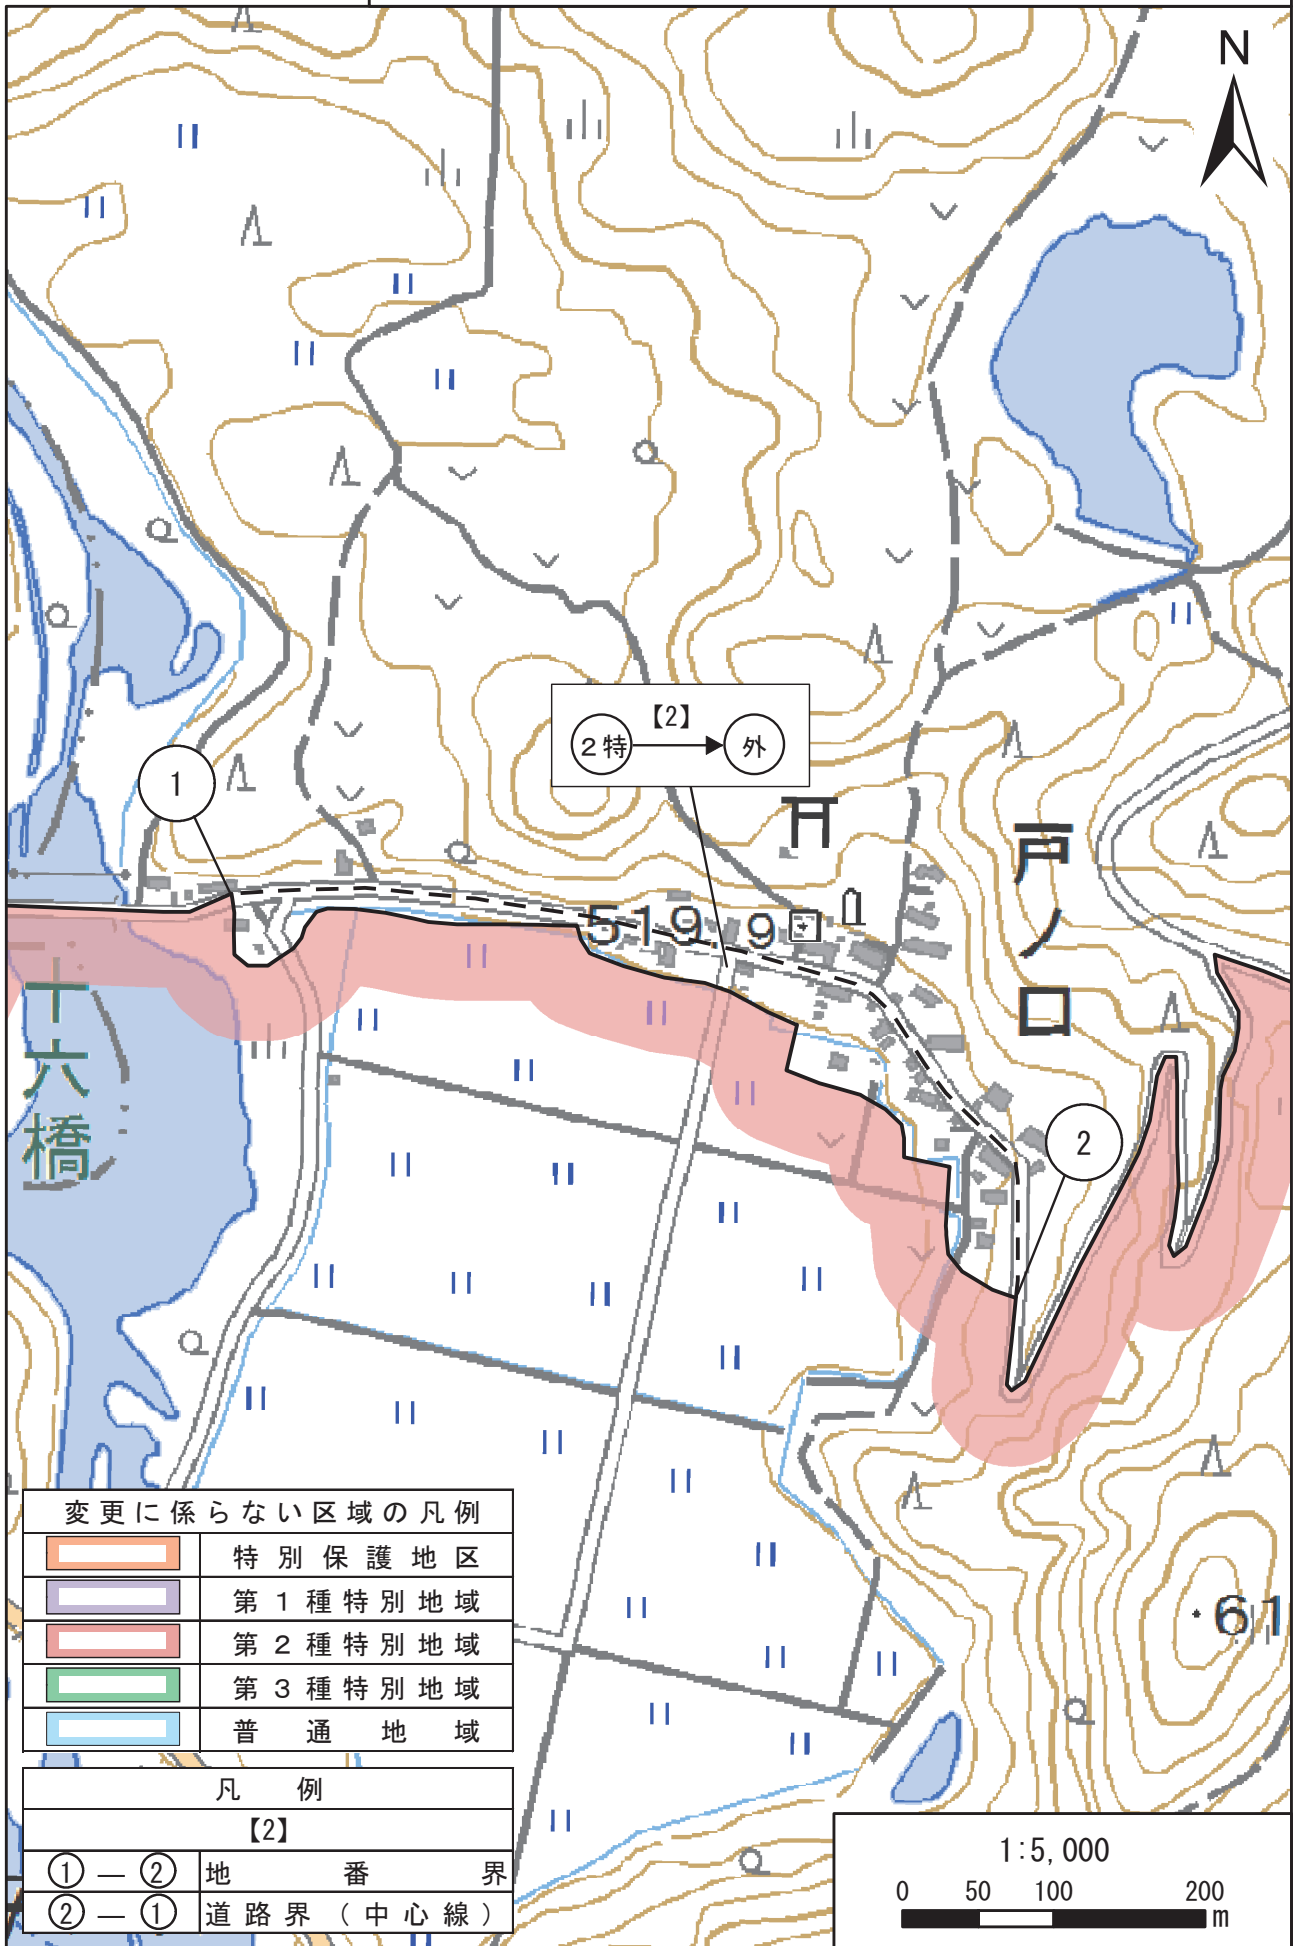 N
【2】
2特
外
1
519.9
戸ノ口
十六橋
2
61
変更に係らない区域の凡例
特別保護地区
第1種特別地域
第2種特別地域
第3種特別地域
普通地域
凡例
【2】
① — ② 地番界
② — ① 道路界（中心線）
1:5,000
0 50 100 200
m